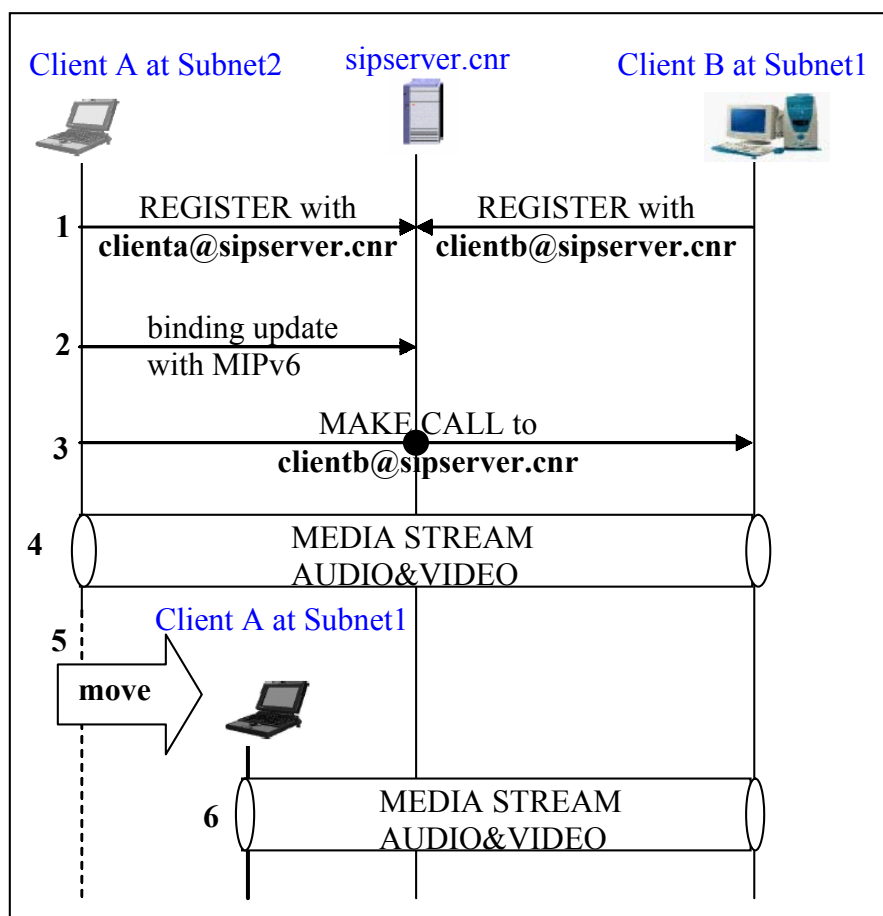 Client A at Subnet2
sipserver.cnr
Client B at Subnet1
1
REGISTER with
clienta@sipserver.cnr
REGISTER with
clientb@sipserver.cnr
2
binding update
with MIPv6
3
MAKE CALL to
clientb@sipserver.cnr
4
MEDIA STREAM
AUDIO&VIDEO
5
Client A at Subnet1
move
6
MEDIA STREAM
AUDIO&VIDEO